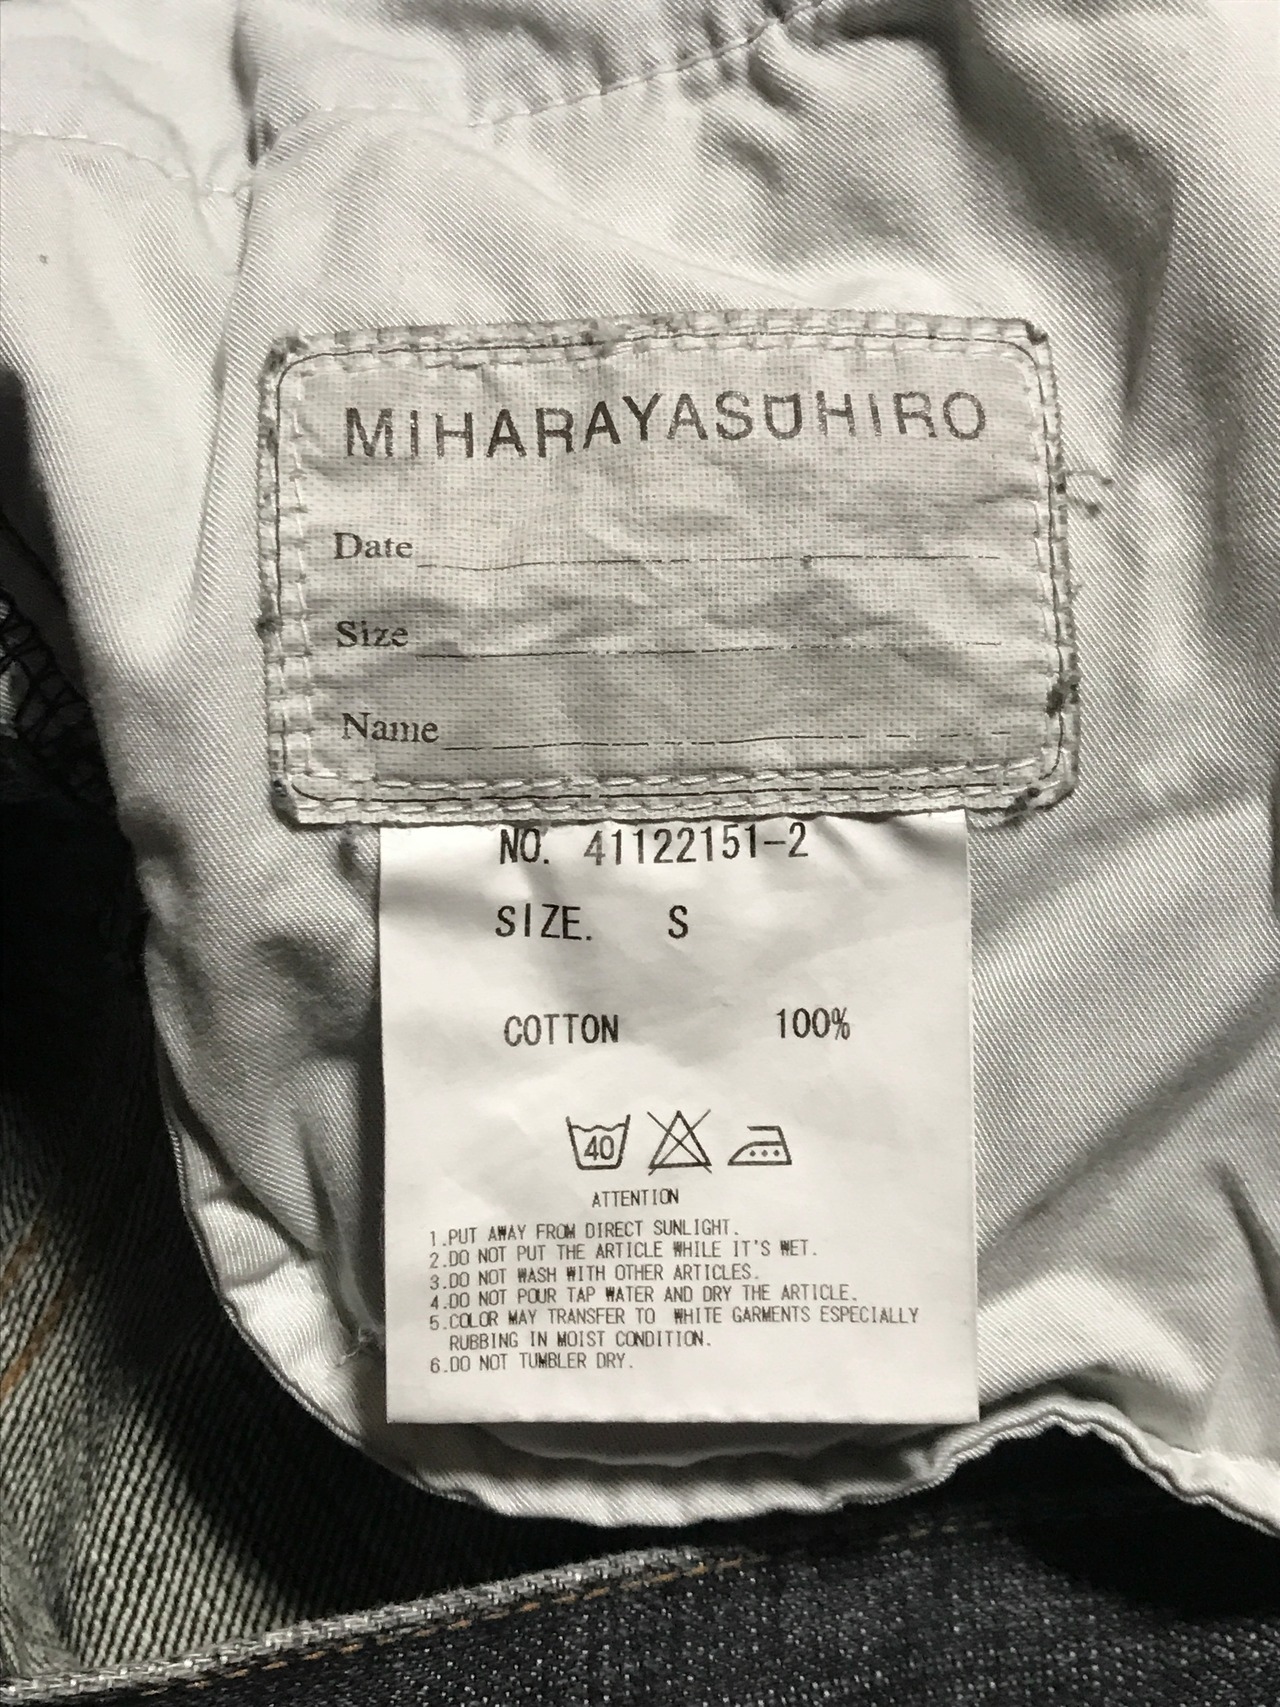 MIHARAYASUHIRO
Date
Size
Name
NO. 41122151-2
SIZE. S
COTTON 100%
40
ATTENTION
1.PUT AWAY FROM DIRECT SUNLIGHT.
2.DO NOT PUT THE ARTICLE WHILE IT'S WET.
3.DO NOT WASH WITH OTHER ARTICLES.
4.DO NOT POUR TAP WATER AND DRY THE ARTICLE.
5.COLOR MAY TRANSFER TO WHITE GARMENTS ESPECIALLY
RUBBING IN MOIST CONDITION.
6.DO NOT TUMBLER DRY.